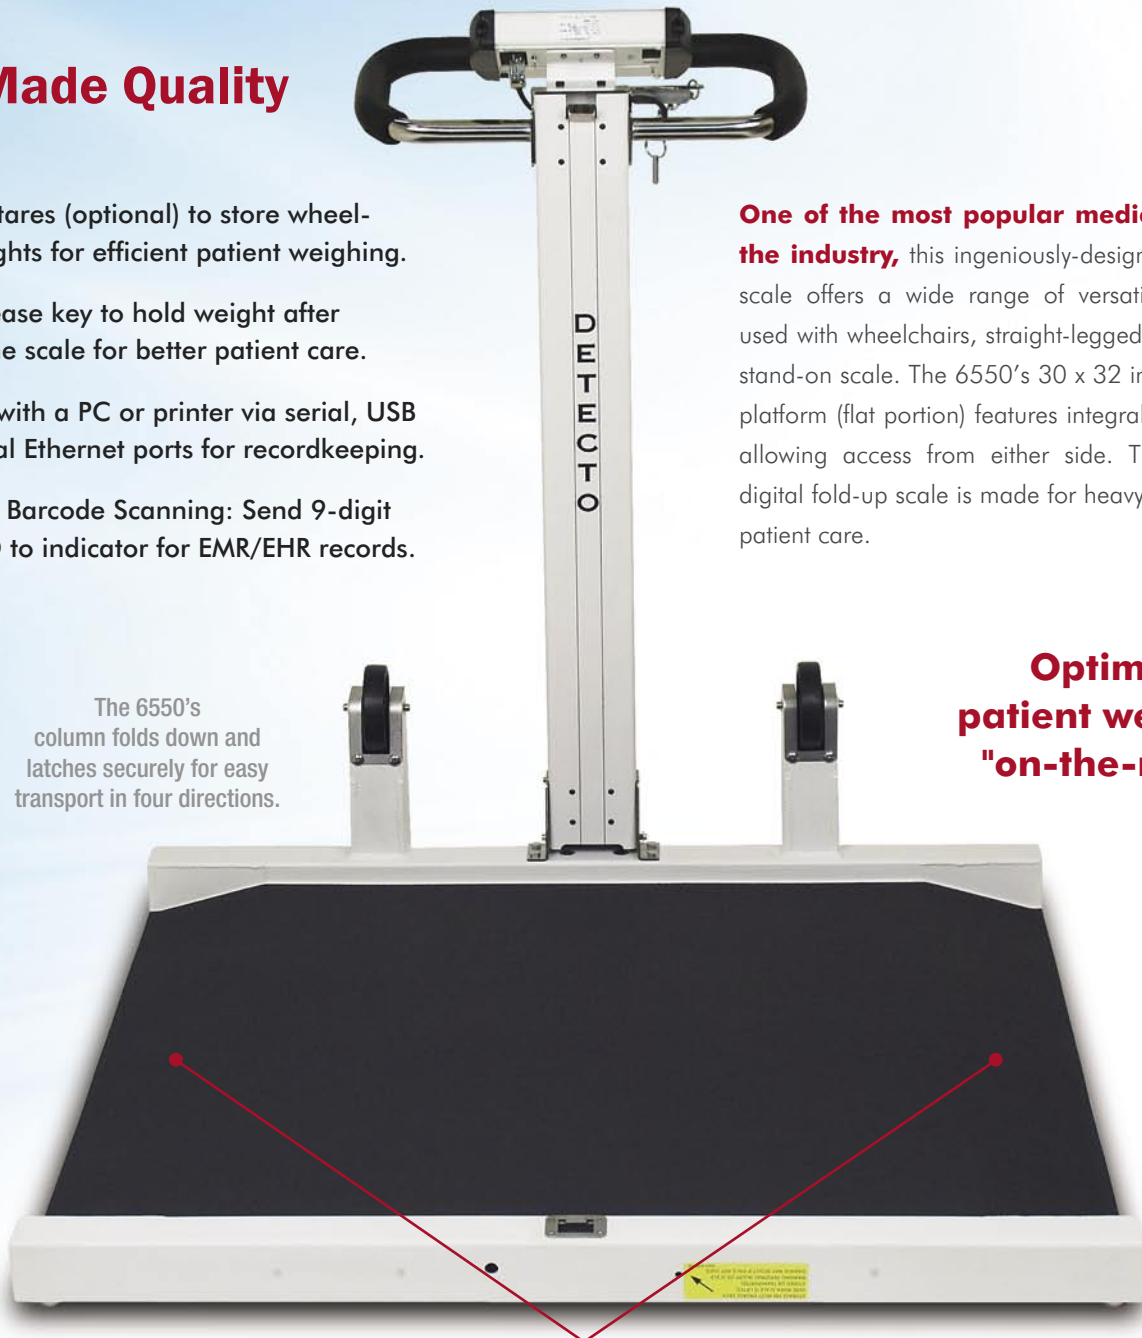 Made Quality
tares (optional) to store wheel-
ghts for efficient patient weighing.
ease key to hold weight after
e scale for better patient care.
with a PC or printer via serial, USB
al Ethernet ports for recordkeeping.
Barcode Scanning: Send 9-digit
to indicator for EMR/EHR records.
DETECTO
One of the most popular medic
the industry, this ingeniously-design
scale offers a wide range of versati
used with wheelchairs, straight-legged
stand-on scale. The 6550's 30 x 32 in
platform (flat portion) features integral
allowing access from either side. T
digital fold-up scale is made for heavy
patient care.
The 6550's
column folds down and
latches securely for easy
transport in four directions.
Optim
patient we
"on-the-r